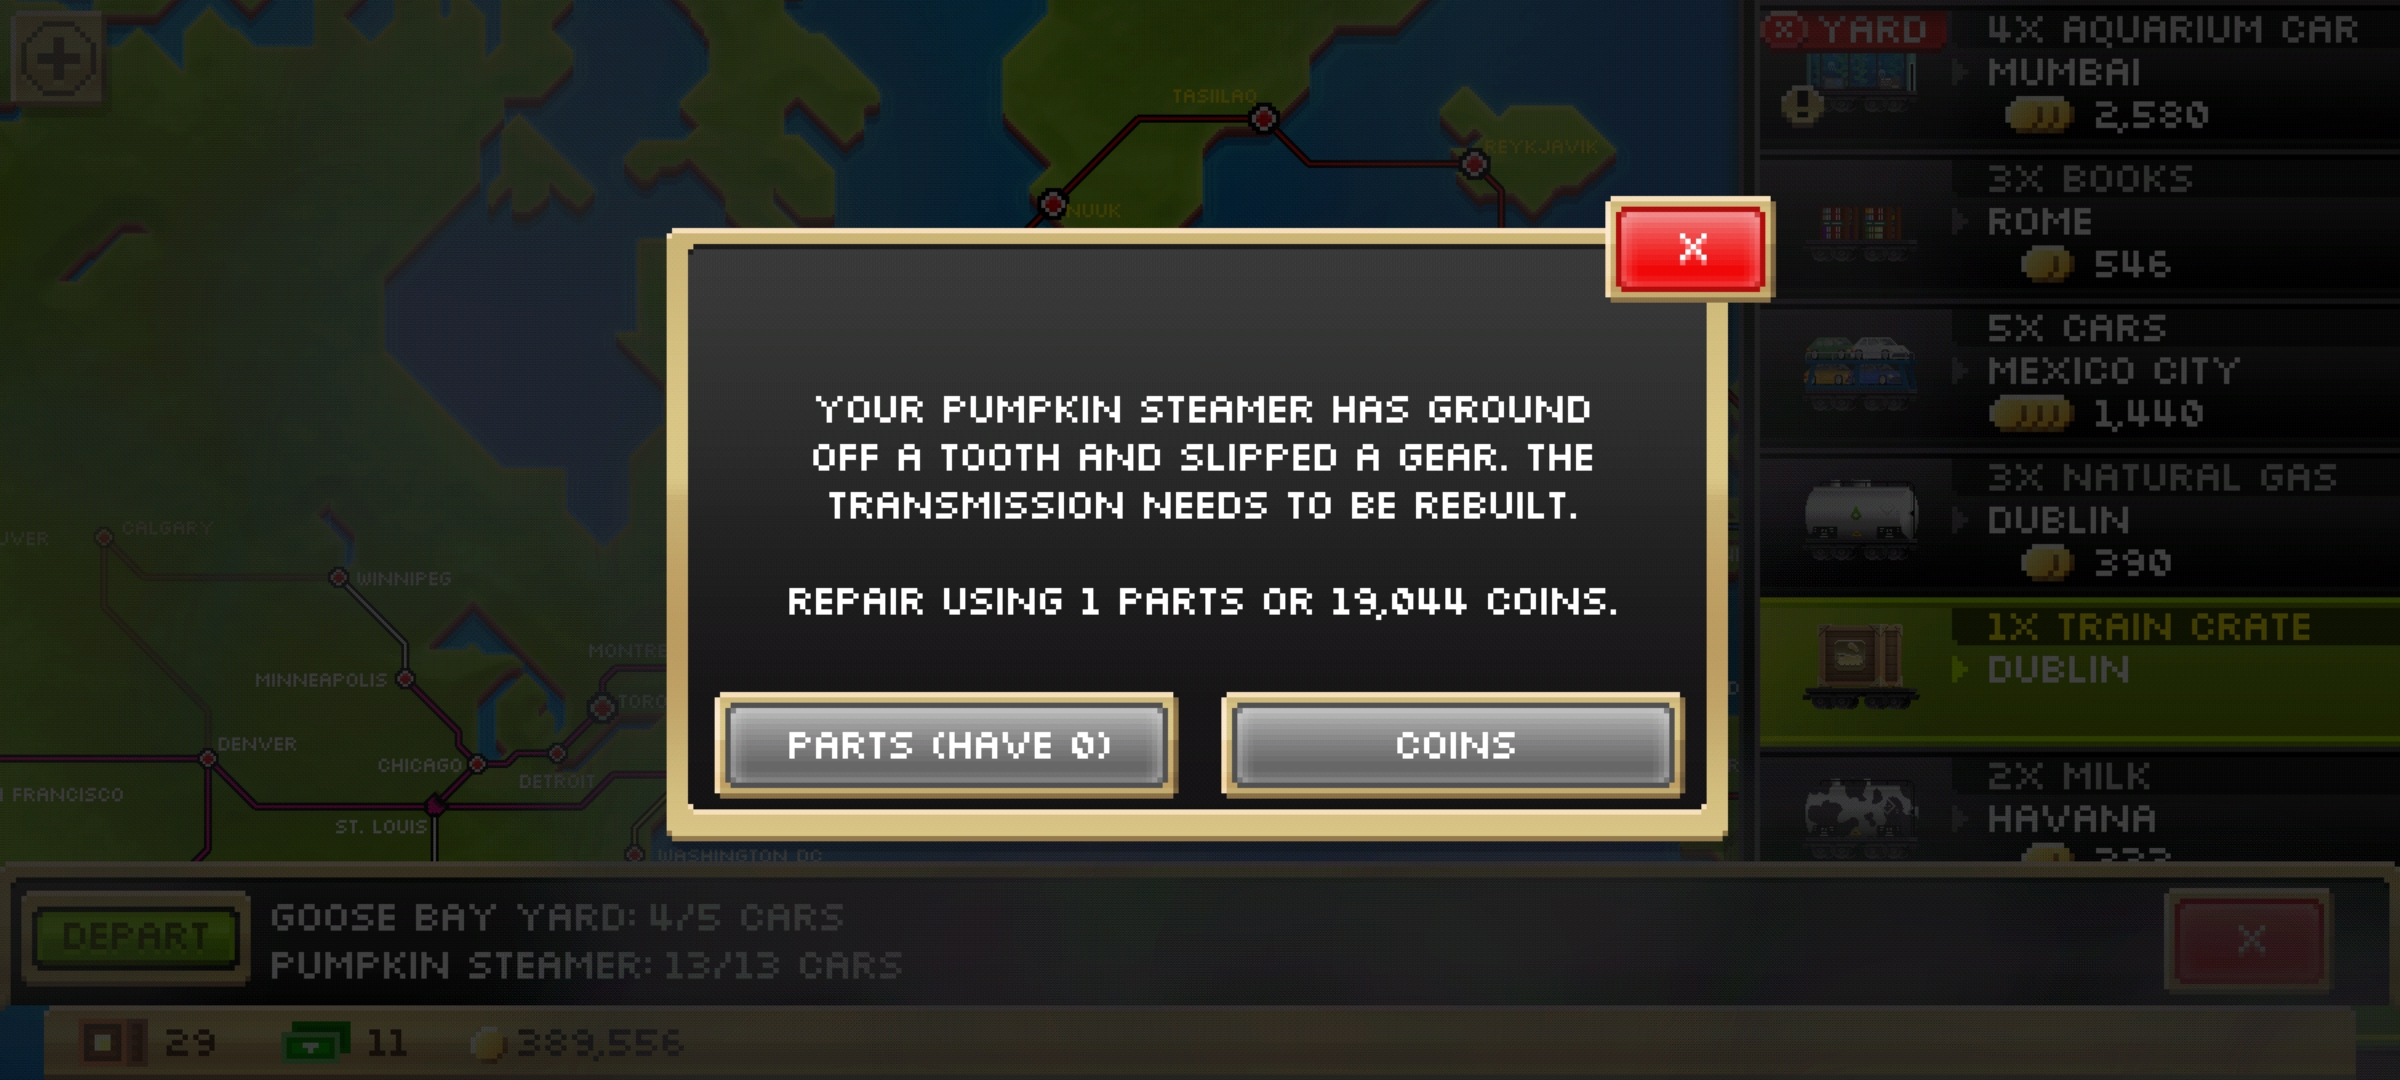 YARD
4X AQUARIUM CAR
MUMBAI
2,580
3X BOOKS
ROME
546
5X CARS
MEXICO CITY
1,440
3X NATURAL GAS
DUBLIN
390
1X TRAIN CRATE
DUBLIN
2X MILK
HAVANA
TASIILAQ
REYKJAVIK
NUUK
X
YOUR PUMPKIN STEAMER HAS GROUND
OFF A TOOTH AND SLIPPED A GEAR. THE
TRANSMISSION NEEDS TO BE REBUILT.
REPAIR USING 1 PARTS OR 19,044 COINS.
PARTS (HAVE 0)
COINS
UVER
CALGARY
WINNIPEG
MONTRE
MINNEAPOLIS
TORO
DENVER
CHICAGO
DETROIT
FRANCISCO
ST. LOUIS
WASHINGTON DC
DEPART
GOOSE BAY YARD: 4/5 CARS
PUMPKIN STEAMER: 13/13 CARS
X
29
11
389,556